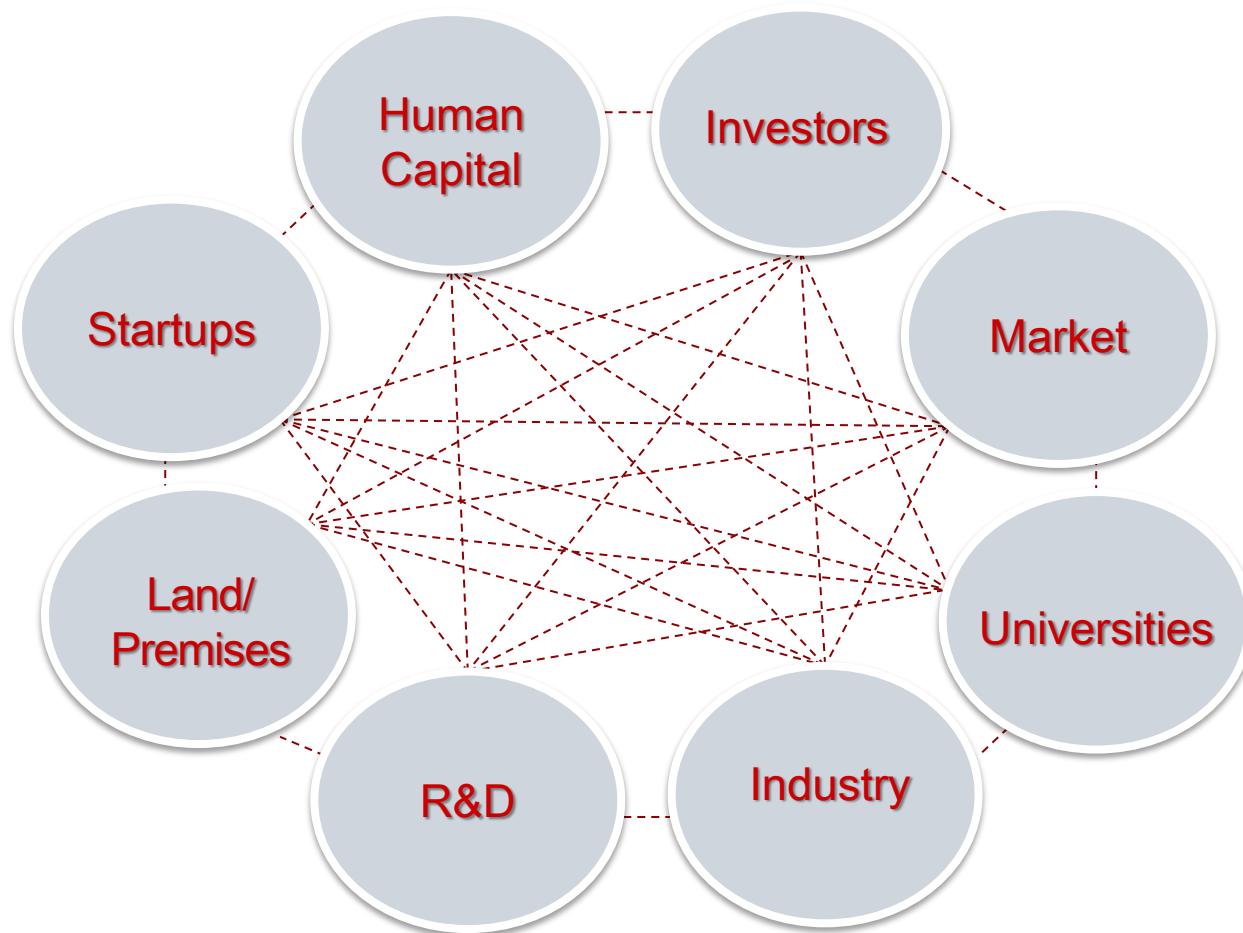 Human
Capital
Investors
Startups
Market
Land/
Premises
Universities
R&D
Industry